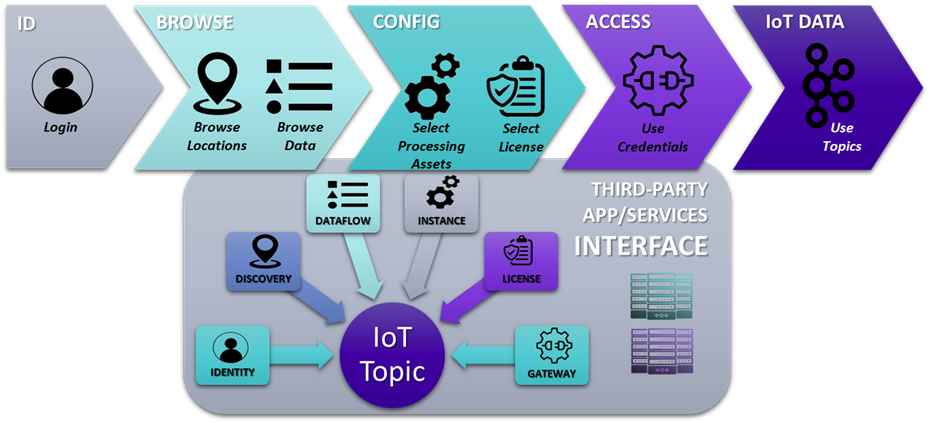 ID
BROWSE
CONFIG
ACCESS
IoT DATA
Login
Browse
Locations
Browse
Data
Select
Processing
Assets
Select
License
Use
Credentials
Use
Topics
THIRD-PARTY
APP/SERVICES
INTERFACE
DATAFLOW
INSTANCE
DISCOVERY
LICENSE
IDENTITY
GATEWAY
IoT
Topic